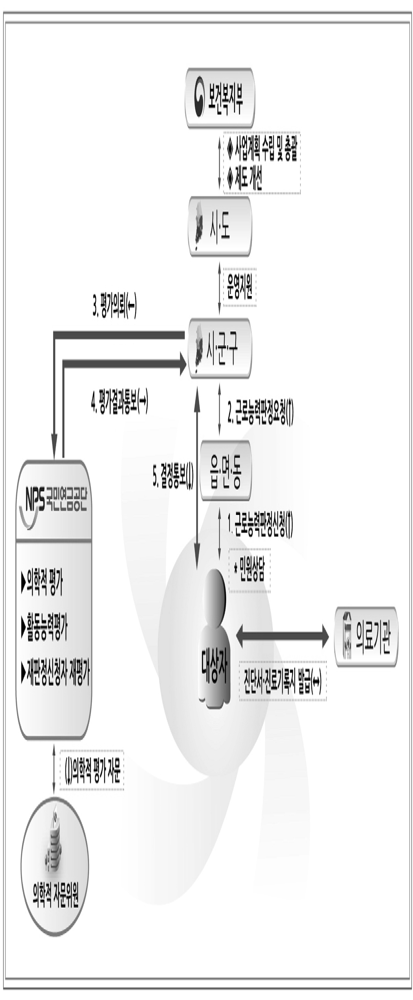 보건복지부
◈ 사업계획 수립 및 총괄
◈ 제도 개선
시·도
운영지원
3. 평가의뢰(←)
시·군·구
4. 평가결과통보(→)
2. 근로능력판정요청(↑)
5. 결정통보(↓)
읍·면·동
NPS 국민연금공단
1. 근로능력판정신청(↑)
* 민원상담
▶의학적 평가
▶활동능력평가
▶재판정신청자 재평가
의료기관
대상자
진단서·진료기록지 발급(↔)
(↓)의학적 평가 자문
의학적 자문위원